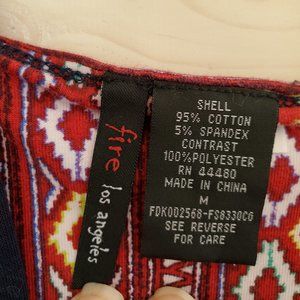 fire los angeles
SHELL
95% COTTON
5% SPANDEX
CONTRAST
100%POLYESTER
RN 44480
MADE IN CHINA
M
FDK002568-FS8330CG
SEE REVERSE
FOR CARE